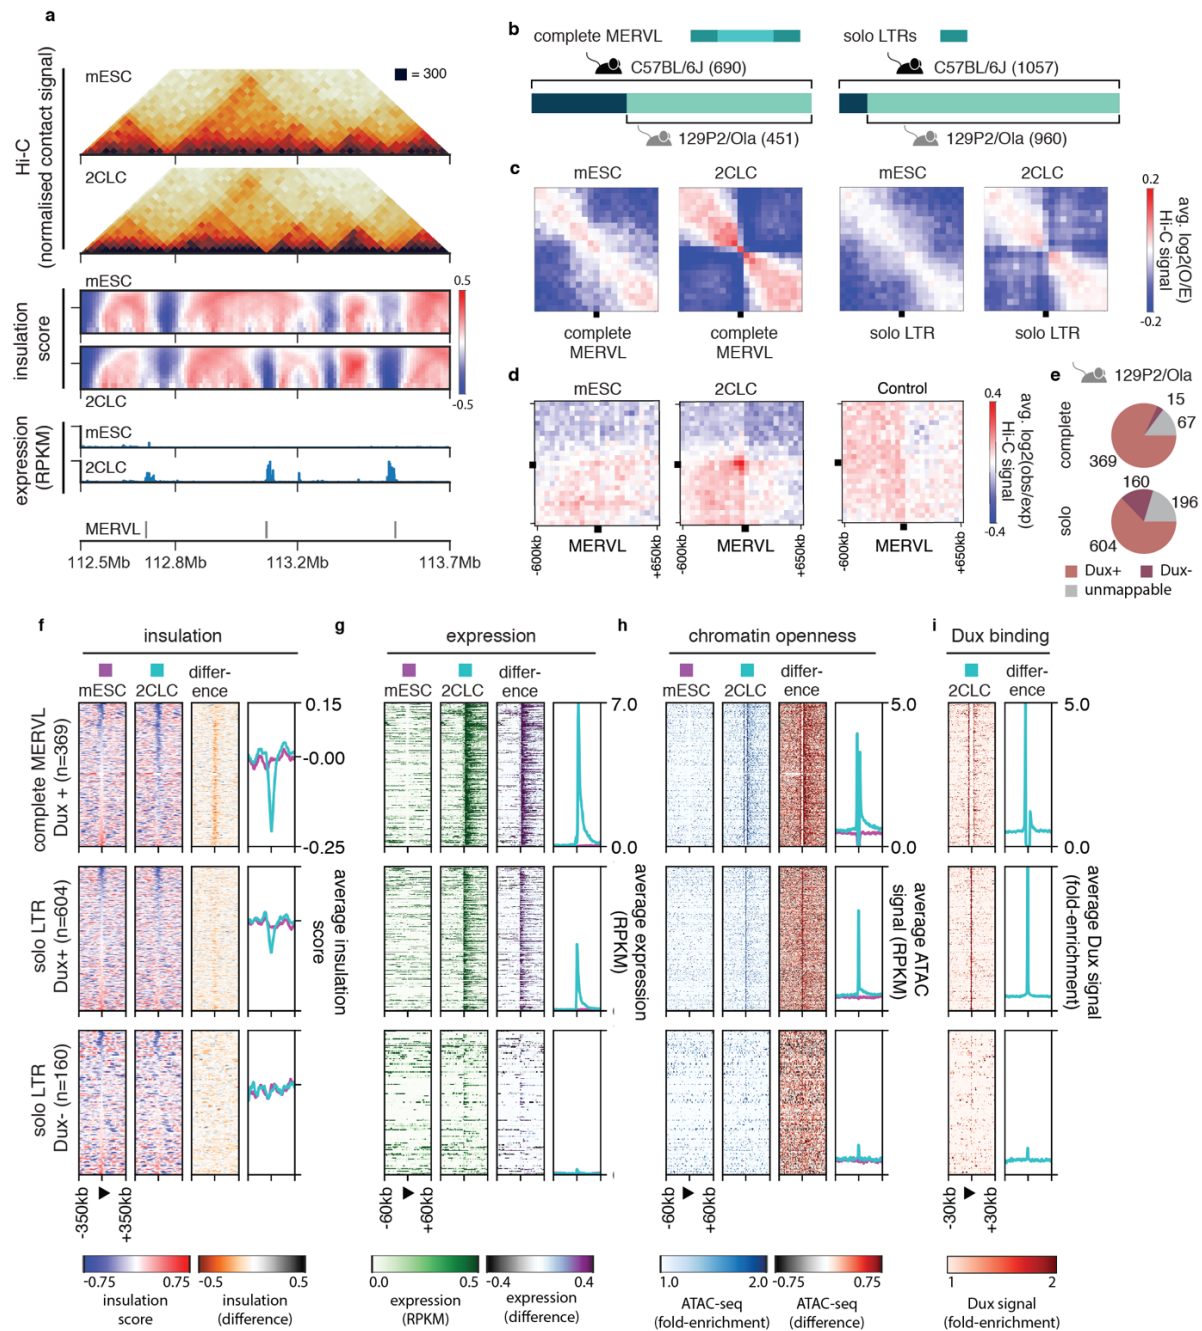 a
Hi-C
(normalised contact signal)
mESC
= 300
2CLC
insulation
score
mESC
2CLC
0.5
-0.5
expression
(RPKM)
mESC
2CLC
MERVL
112.5Mb 112.8Mb 113.2Mb 113.7Mb
b
complete MERVL
solo LTRs
C57BL/6J (690)
C57BL/6J (1057)
129P2/Ola (451)
129P2/Ola (960)
c
mESC 2CLC mESC 2CLC
complete
MERVL
complete
MERVL
solo LTR
solo LTR
0.2
-0.2
avg. log2(O/E)
Hi-C signal
d
mESC 2CLC Control
MERVL MERVL MERVL
-600kb +650kb -600kb +650kb -600kb +650kb
0.4
-0.4
avg. log2(obs/exp)
Hi-C signal
e
129P2/Ola
complete
15
67
369
solo
160
196
604
Dux+ Dux-
unmappable
f
insulation
mESC 2CLC differ-
ence
complete MERVL
Dux + (n=369)
solo LTR
Dux+ (n=604)
solo LTR
Dux- (n=160)
0.15
-0.00
-0.25
average insulation
score
-350kb +350kb
-0.75 0.75
insulation
score
-0.5 0.5
insulation
(difference)
g
expression
mESC 2CLC differ-
ence
7.0
0.0
average expression
(RPKM)
-60kb +60kb
0.0 0.5
expression
(RPKM)
-0.4 0.4
expression
(difference)
h
chromatin openness
mESC 2CLC differ-
ence
5.0
0.0
average ATAC
signal (RPKM)
-60kb +60kb
1.0 2.0
ATAC-seq
(fold-enrichment)
-0.75 0.75
ATAC-seq
(difference)
i
Dux binding
2CLC differ-
ence
5.0
0.0
average Dux signal
(fold-enrichment)
-30kb +30kb
1 2
Dux signal
(fold-enrichment)